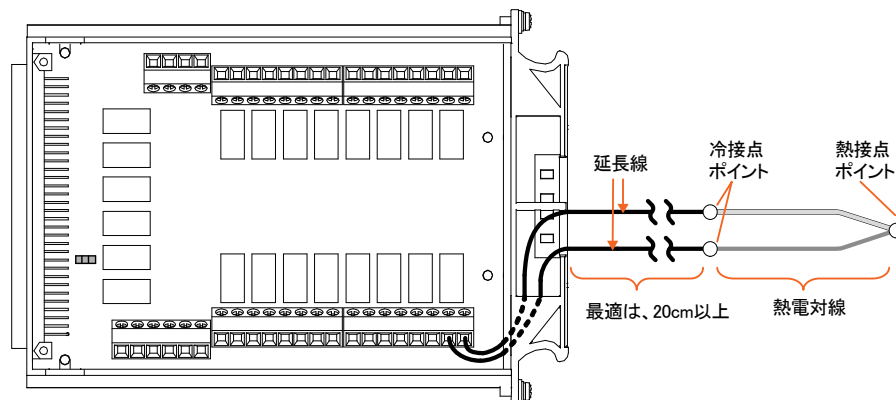 延長線
冷接点
ポイント
熱接点
ポイント
最適は、20cm以上
熱電対線